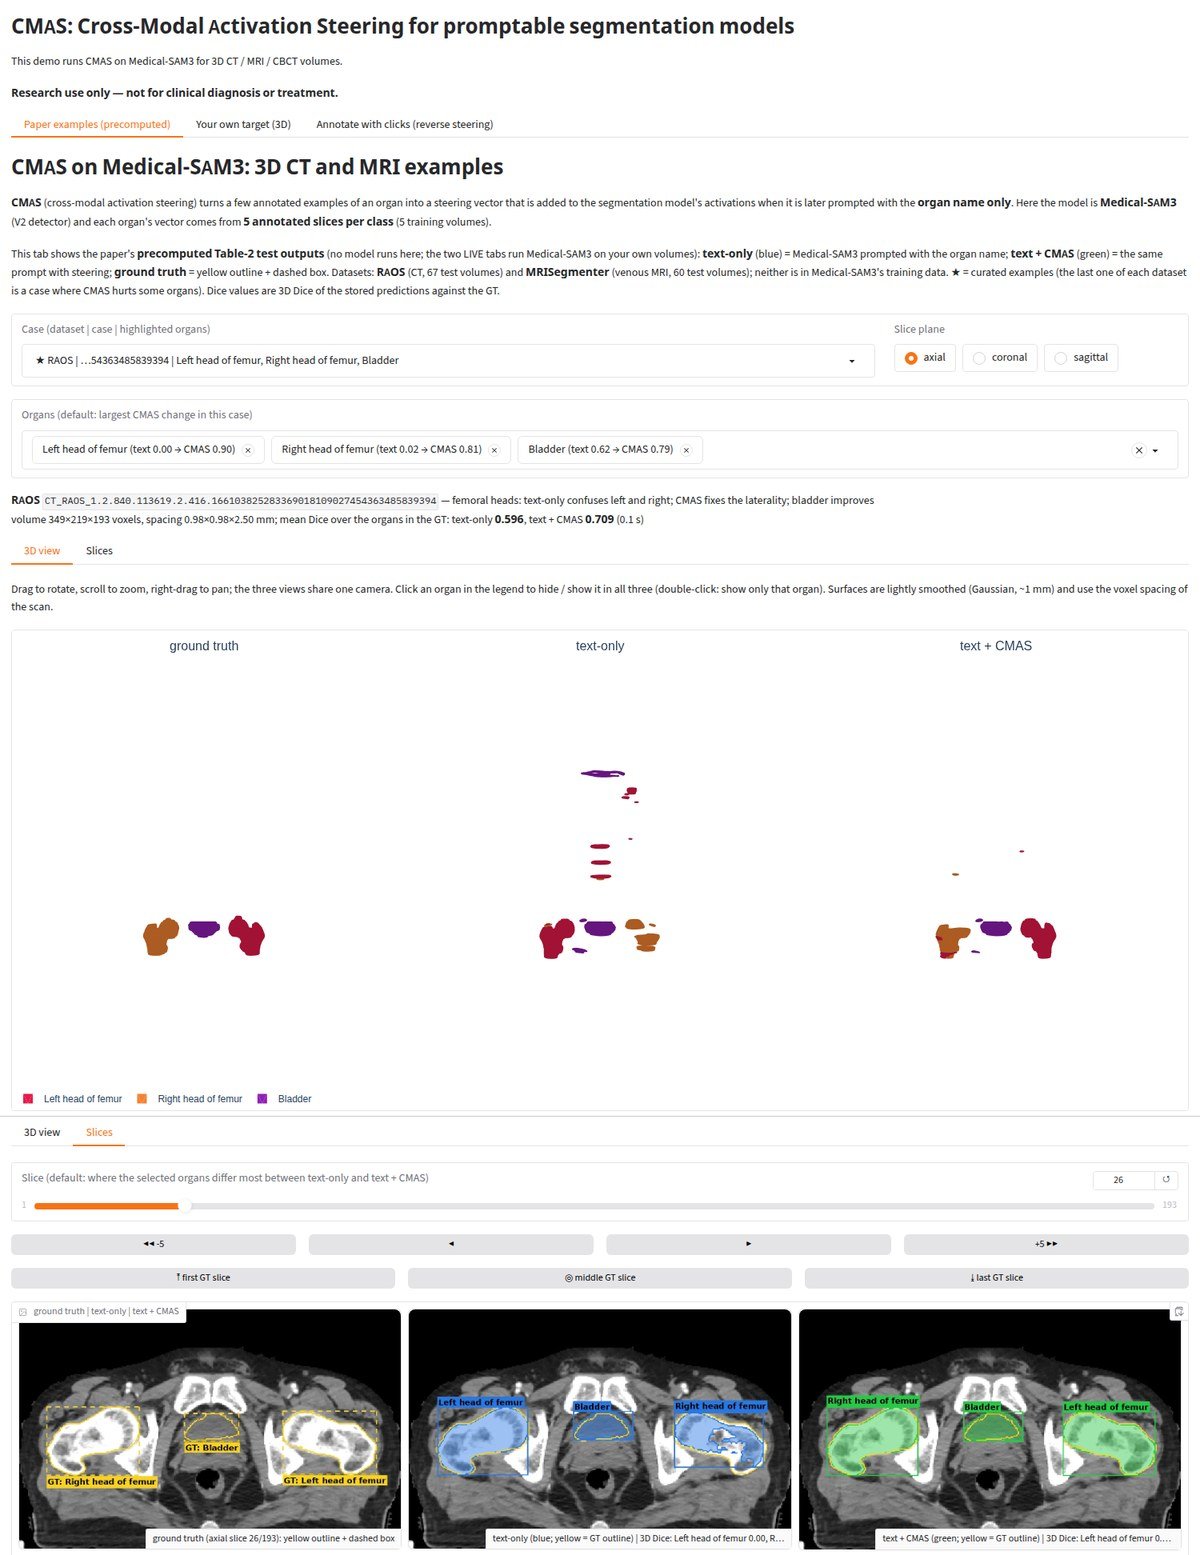 CMAS: Cross-Modal Activation Steering for promptable segmentation models
This demo runs CMAS on Medical-SAM3 for 3D CT / MRI / CBCT volumes.
Research use only — not for clinical diagnosis or treatment.
Paper examples (precomputed) Your own target (3D) Annotate with clicks (reverse steering)
CMAS on Medical-SAM3: 3D CT and MRI examples
CMAS (cross-modal activation steering) turns a few annotated examples of an organ into a steering vector that is added to the segmentation model's activations when it is later prompted with the organ name only. Here the model is Medical-SAM3
(V2 detector) and each organ's vector comes from 5 annotated slices per class (5 training volumes).
This tab shows the paper's precomputed Table-2 test outputs (no model runs here; the two LIVE tabs run Medical-SAM3 on your own volumes): text-only (blue) = Medical-SAM3 prompted with the organ name; text + CMAS (green) = the same
prompt with steering; ground truth = yellow outline + dashed box. Datasets: RAOS (CT, 67 test volumes) and MRISegmenter (venous MRI, 60 test volumes); neither is in Medical-SAM3's training data. ★ = curated examples (the last one of each dataset
is a case where CMAS hurts some organs). Dice values are 3D Dice of the stored predictions against the GT.
Case (dataset | case | highlighted organs)
★ RAOS | …54363485839394 | Left head of femur, Right head of femur, Bladder
Slice plane
axial coronal sagittal
Organs (default: largest CMAS change in this case)
Left head of femur (text 0.00 → CMAS 0.90) × Right head of femur (text 0.02 → CMAS 0.81) × Bladder (text 0.62 → CMAS 0.79) ×
RAOS CT_RAOS_1.2.840.113619.2.416.16610382528336901810902745436348583​9394 — femoral heads: text-only confuses left and right; CMAS fixes the laterality; bladder improves
volume 349×219×193 voxels, spacing 0.98×0.98×2.50 mm; mean Dice over the organs in the GT: text-only 0.596, text + CMAS 0.709 (0.1 s)
3D view Slices
Drag to rotate, scroll to zoom, right-drag to pan; the three views share one camera. Click an organ in the legend to hide / show it in all three (double-click: show only that organ). Surfaces are lightly smoothed (Gaussian, ~1 mm) and use the voxel spacing of
the scan.
ground truth text-only text + CMAS
Left head of femur Right head of femur Bladder
3D view Slices
Slice (default: where the selected organs differ most between text-only and text + CMAS)
26
1 193
◄◄ -5 ◄ ► +5 ►►
⤒ first GT slice ◎ middle GT slice ⤓ last GT slice
ground truth | text-only | text + CMAS
GT: Right head of femur
GT: Bladder
GT: Left head of femur
ground truth (axial slice 26/193): yellow outline + dashed box
Left head of femur
Bladder
Right head of femur
text-only (blue; yellow = GT outline) | 3D Dice: Left head of femur 0.00, R...
Right head of femur
Bladder
Left head of femur
text + CMAS (green; yellow = GT outline) | 3D Dice: Left head of femur 0....